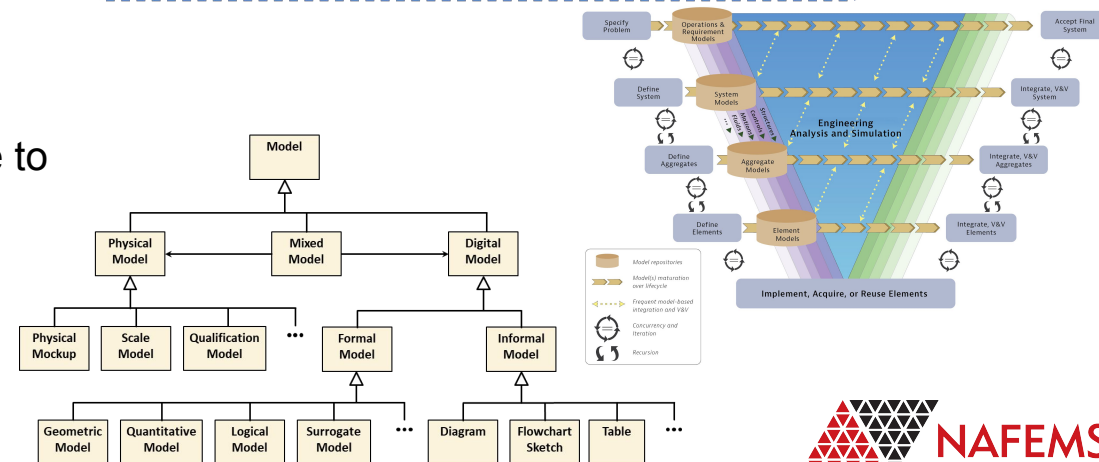 e to
Model
Physical
Model
Mixed
Model
Digital
Model
Physical
Mockup
Scale
Model
Qualification
Model
...
Formal
Model
Informal
Model
Geometric
Model
Quantitative
Model
Logical
Model
Surrogate
Model
...
Diagram
Flowchart
Sketch
Table
...
Specify
Problem
Operations &
Requirement
Models
Accept Final
System
Define
System
System
Models
Integrate, V&V
System
Structures
Controls
Motions
Fluids
...
Engineering
Analysis and Simulation
Define
Aggregates
Aggregate
Models
Integrate, V&V
Aggregates
Define
Elements
Element
Models
Integrate, V&V
Elements
Implement, Acquire, or Reuse Elements
Model repositories
Model(s) maturation
over lifecycle
Frequent model-based
integration and V&V
Concurrency and
Iteration
Recursion
NAFEMS